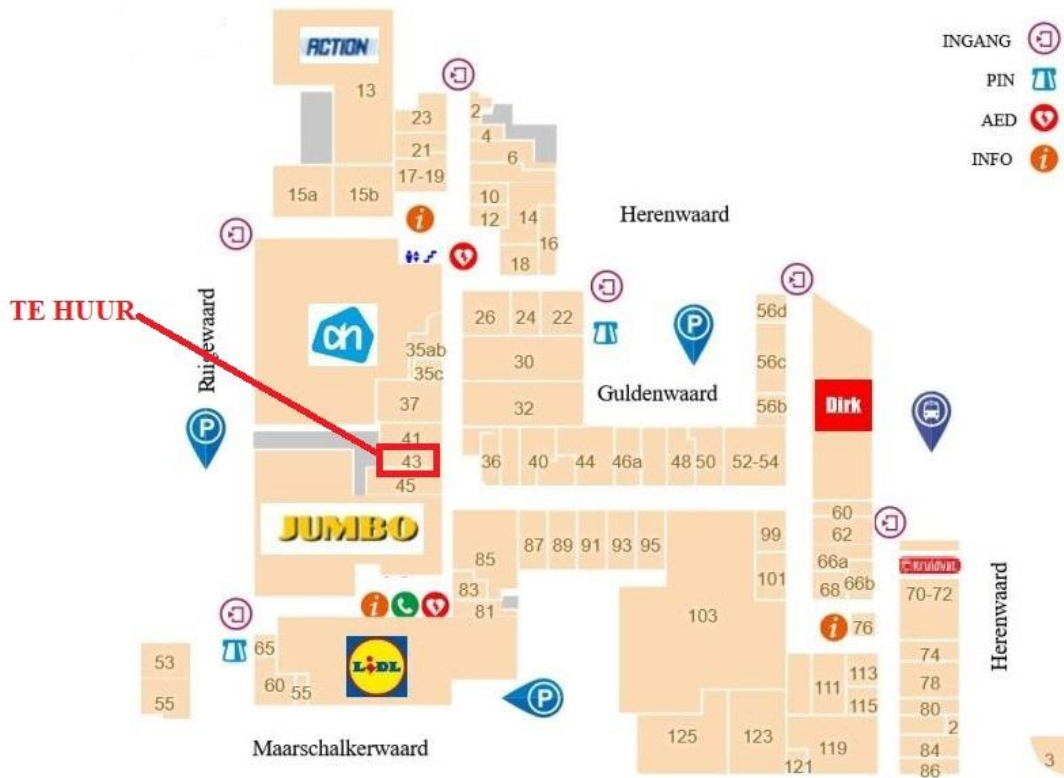 ACTION
INGANG
PIN
AED
INFO
i
13
23
21
17-19
2
4
6
15a
15b
10
12
14
16
18
i
Herenwaard
TE HUUR
Ruigewaard
ah
35ab
35c
37
41
43
45
26
24
22
30
32
P
Guldenwaard
56d
56c
56b
Dirk
P
36
40
44
46a
48
50
52-54
JUMBO
85
83
81
87
89
91
93
95
99
101
103
60
62
66a
66b
68
Kruidvat
70-72
Herenwaard
i
76
i
65
60
55
LIDL
53
55
P
74
78
80
2
84
86
111
113
115
119
121
123
125
Maarschalkerwaard
3